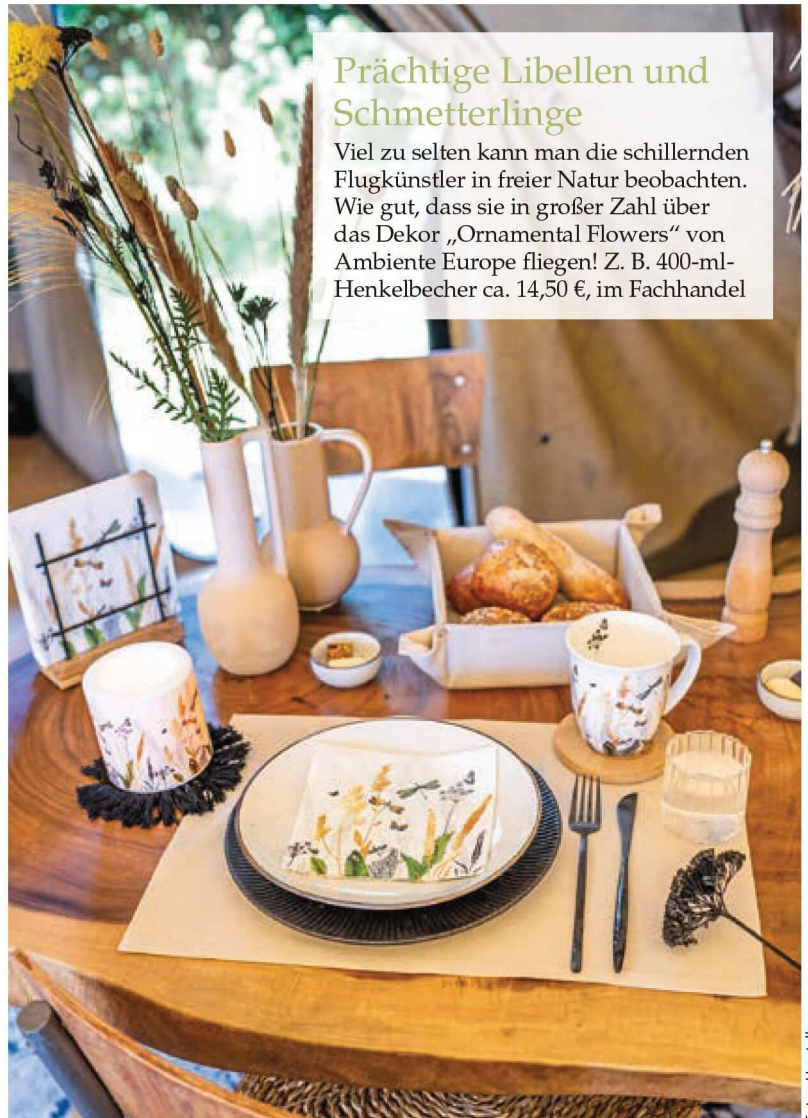 Prächtige Libellen und
Schmetterlinge
Viel zu selten kann man die schillernden
Flugkünstler in freier Natur beobachten.
Wie gut, dass sie in großer Zahl über
das Dekor „Ornamental Flowers“ von
Ambiente Europe fliegen! Z. B. 400-ml-
Henkelbecher ca. 14,50 €, im Fachhandel